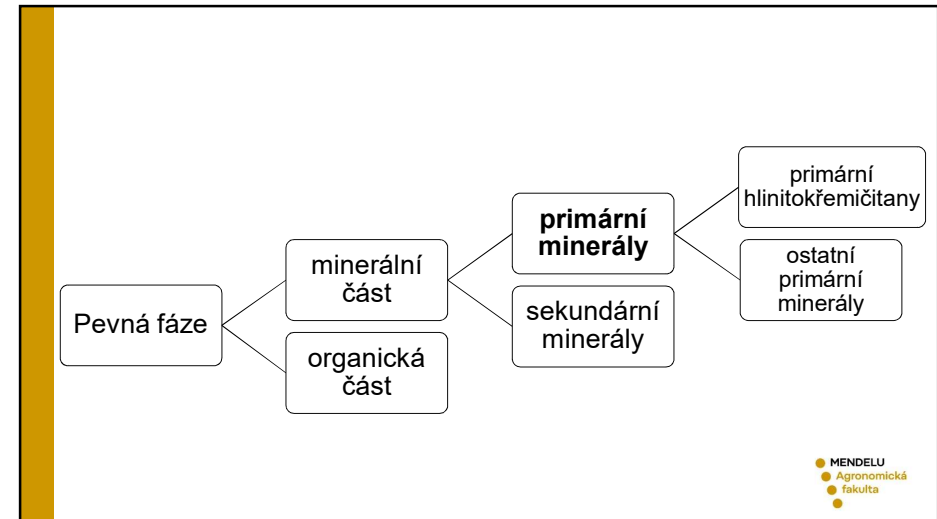 Pevná fáze
minerální
část
organická
část
primární
minerály
sekundární
minerály
primární
hlinitokřemičitany
ostatní
primární
minerály
MENDELU
Agronomická
fakulta